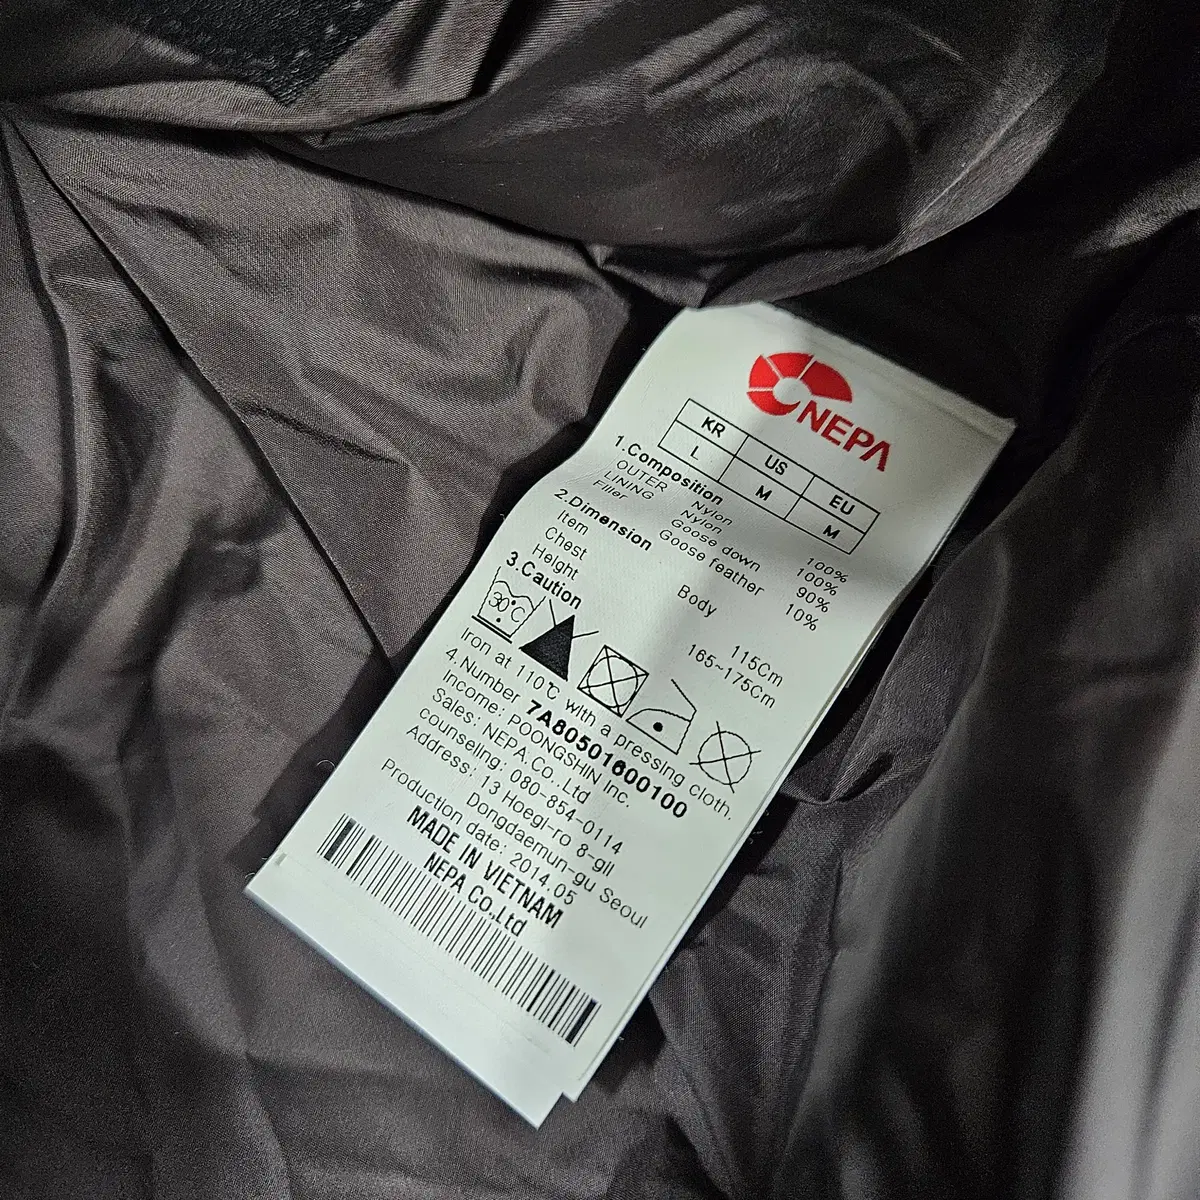 NEPA
KR US EU
L M M
1.Composition
OUTER Nylon 100%
LINING Nylon 100%
Filler Goose down 90%
Goose feather 10%
2.Dimension
Item Body
Chest 115Cm
Height 165~175Cm
3.Caution
30℃
Iron at 110℃ with a pressing cloth.
4.Number 7A80501600100
Income: POONGSHIN Inc.
Sales: NEPA.Co.,Ltd
counseling: 080-854-0114
Address: 13 Hoegi-ro 8-gil
Dongdaemun-gu Seoul
Production date: 2014.05
MADE IN VIETNAM
NEPA Co.,Ltd